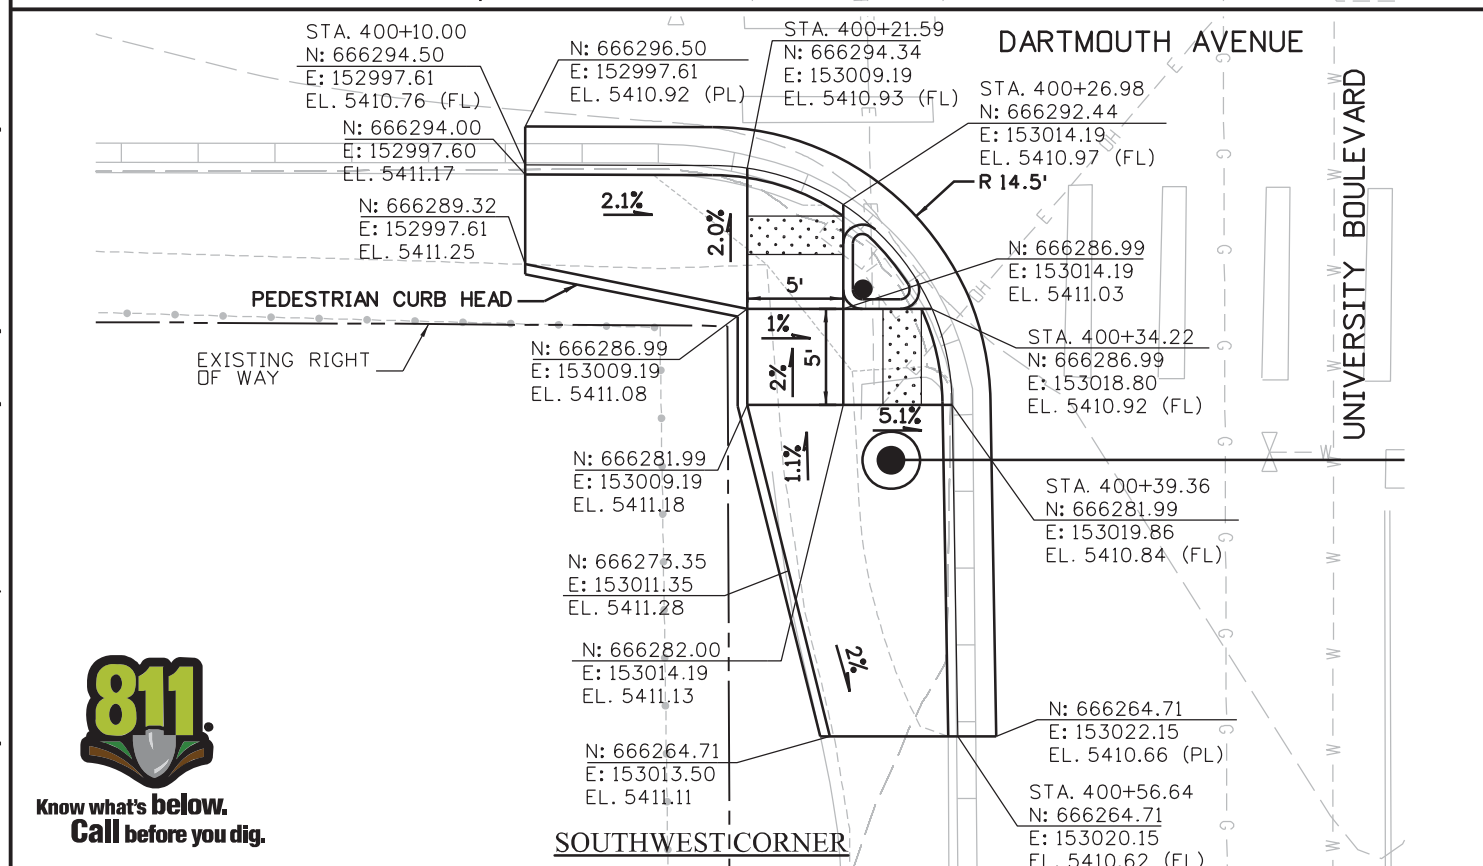 STA. 400+10.00
N: 666294.50
E: 152997.61
EL. 5410.76 (FL)
N: 666296.50
E: 152997.61
EL. 5410.92 (PL)
STA. 400+21.59
N: 666294.34
E: 153009.19
EL. 5410.93 (FL)
DARTMOUTH AVENUE
STA. 400+26.98
N: 666292.44
E: 153014.19
EL. 5410.97 (FL)
R 14.5'
UNIVERSITY BOULEVARD
N: 666294.00
E: 152997.60
EL. 5411.17
N: 666289.32
E: 152997.61
EL. 5411.25
2.1%
2.0%
5'
N: 666286.99
E: 153014.19
EL. 5411.03
PEDESTRIAN CURB HEAD
EXISTING RIGHT
OF WAY
N: 666286.99
E: 153009.19
EL. 5411.08
1%
2%
5'
STA. 400+34.22
N: 666286.99
E: 153018.80
EL. 5410.92 (FL)
5.1%
1.1%
N: 666281.99
E: 153009.19
EL. 5411.18
STA. 400+39.36
N: 666281.99
E: 153019.86
EL. 5410.84 (FL)
N: 666273.35
E: 153011.35
EL. 5411.28
N: 666282.00
E: 153014.19
EL. 5411.13
2%
N: 666264.71
E: 153013.50
EL. 5411.11
N: 666264.71
E: 153022.15
EL. 5410.66 (PL)
STA. 400+56.64
N: 666264.71
E: 153020.15
EL. 5410.62 (FL)
SOUTHWEST CORNER
811
Know what's below.
Call before you dig.
OH
E
OH
E
G
G
G
G
G
G
G
G
G
G
G
W
W
W
W
W
W
W
W
W
W
W